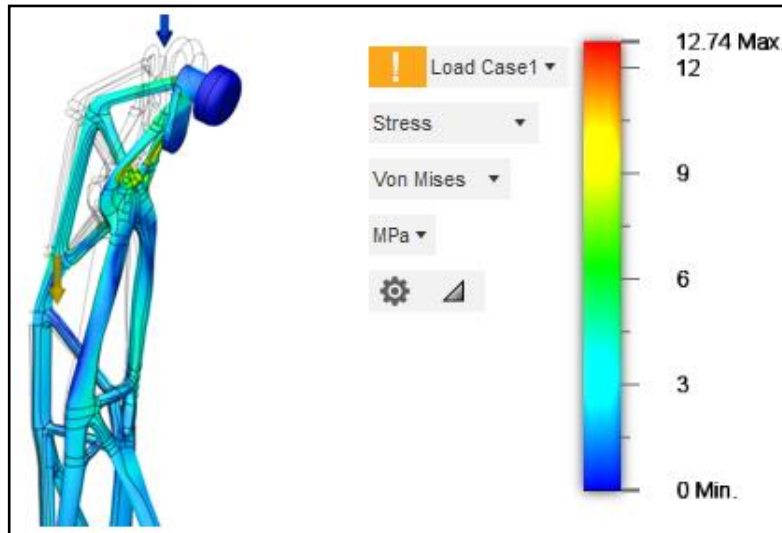 ! Load Case1
Stress
Von Mises
MPa
12.74 Max.
12
9
6
3
0 Min.